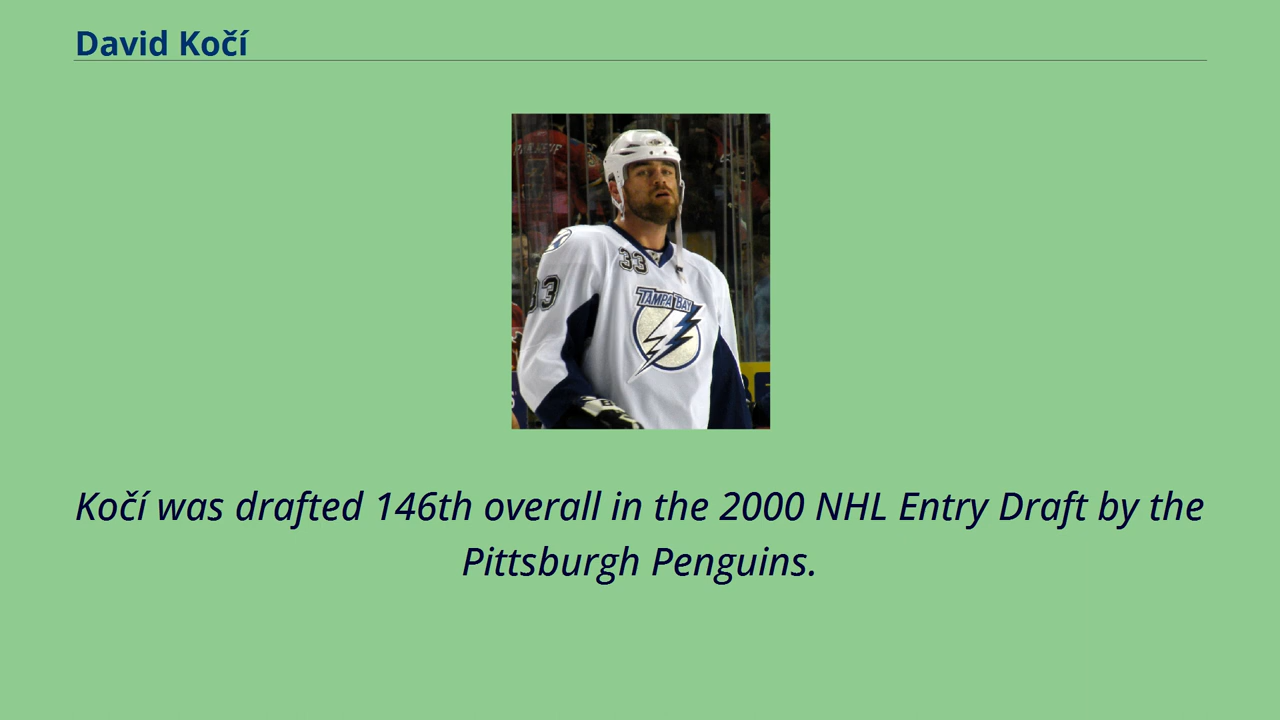 David Kočí
33
33
TAMPA BAY
Kočí was drafted 146th overall in the 2000 NHL Entry Draft by the
Pittsburgh Penguins.